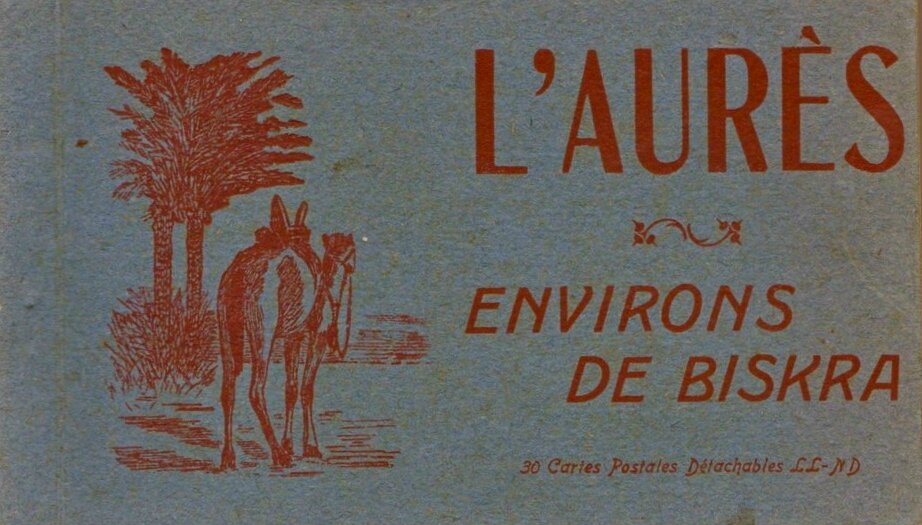 L'AURÈS
ENVIRONS
DE BISKRA
30 Cartes Postales Détachables LL-ND